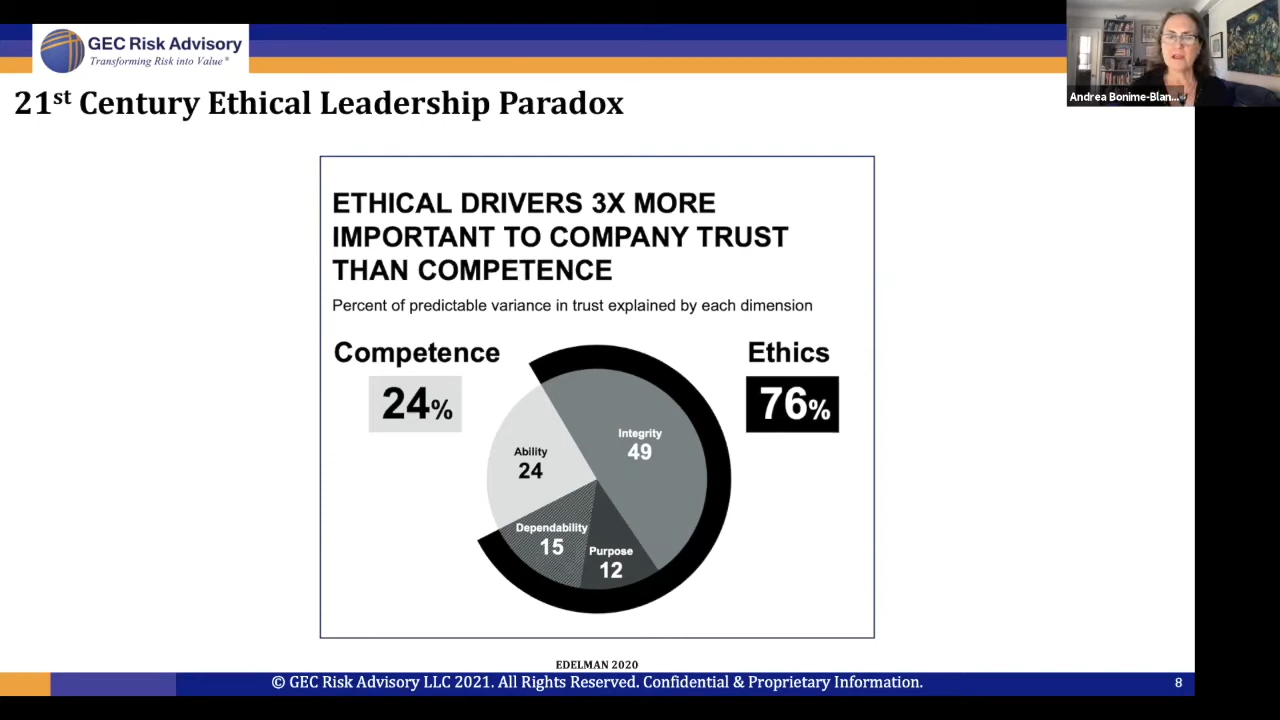 GEC Risk Advisory
Transforming Risk into Value®
Andrea Bonime-Blan...
21st Century Ethical Leadership Paradox
ETHICAL DRIVERS 3X MORE
IMPORTANT TO COMPANY TRUST
THAN COMPETENCE
Percent of predictable variance in trust explained by each dimension
Competence
24%
Ethics
76%
Integrity
49
Ability
24
Dependability
15
Purpose
12
EDELMAN 2020
© GEC Risk Advisory LLC 2021. All Rights Reserved. Confidential & Proprietary Information.
8